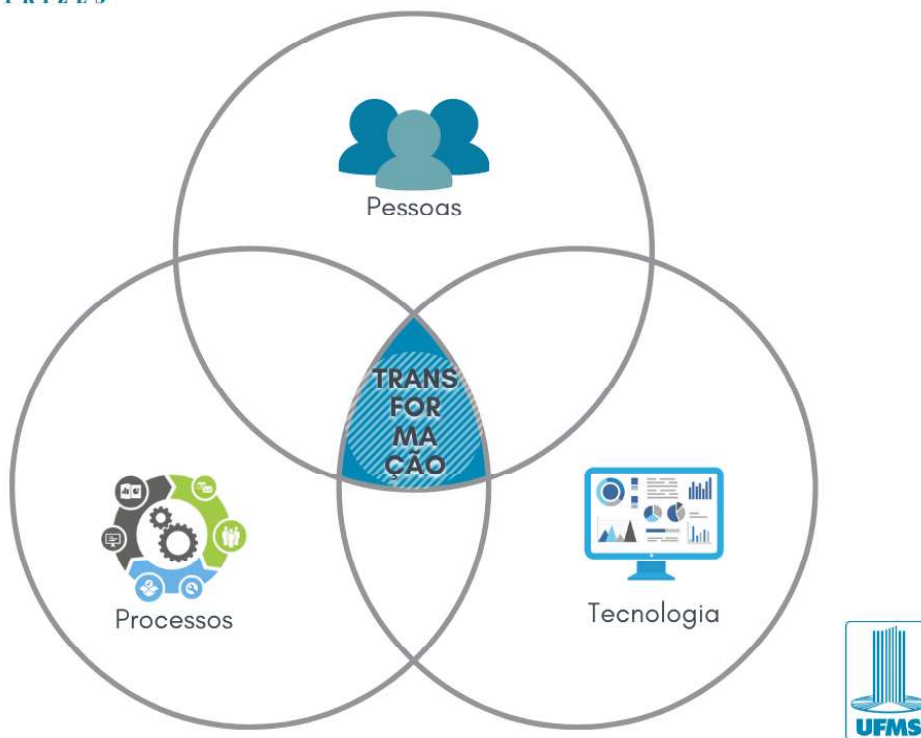 Pessoas
TRANS
FOR
MA
ÇÃO
Processos
Tecnologia
UFMS